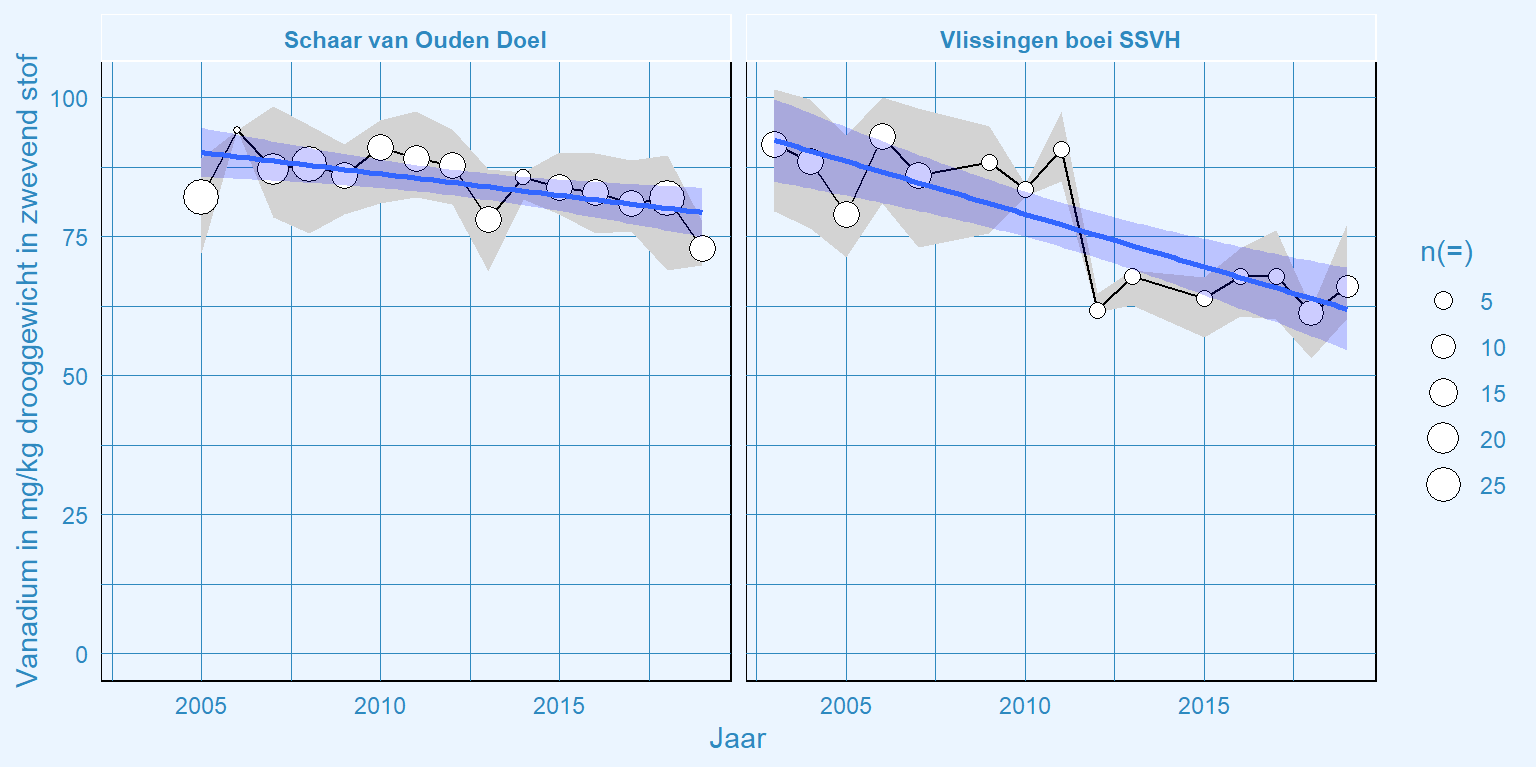 Schaar van Ouden Doel
Vlissingen boei SSVH
Vanadium in mg/kg drooggewicht in zwevend stof
100
75
50
25
0
2005 2010 2015
2005 2010 2015
Jaar
n(=)
5
10
15
20
25